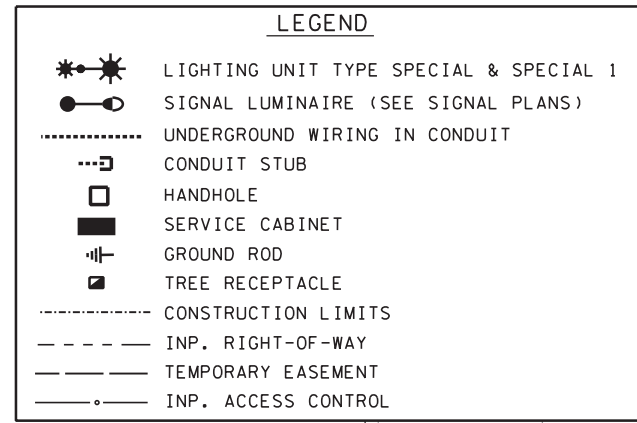 LEGEND
LIGHTING UNIT TYPE SPECIAL & SPECIAL 1
SIGNAL LUMINAIRE (SEE SIGNAL PLANS)
UNDERGROUND WIRING IN CONDUIT
CONDUIT STUB
HANDHOLE
SERVICE CABINET
GROUND ROD
TREE RECEPTACLE
CONSTRUCTION LIMITS
INP. RIGHT-OF-WAY
TEMPORARY EASEMENT
INP. ACCESS CONTROL